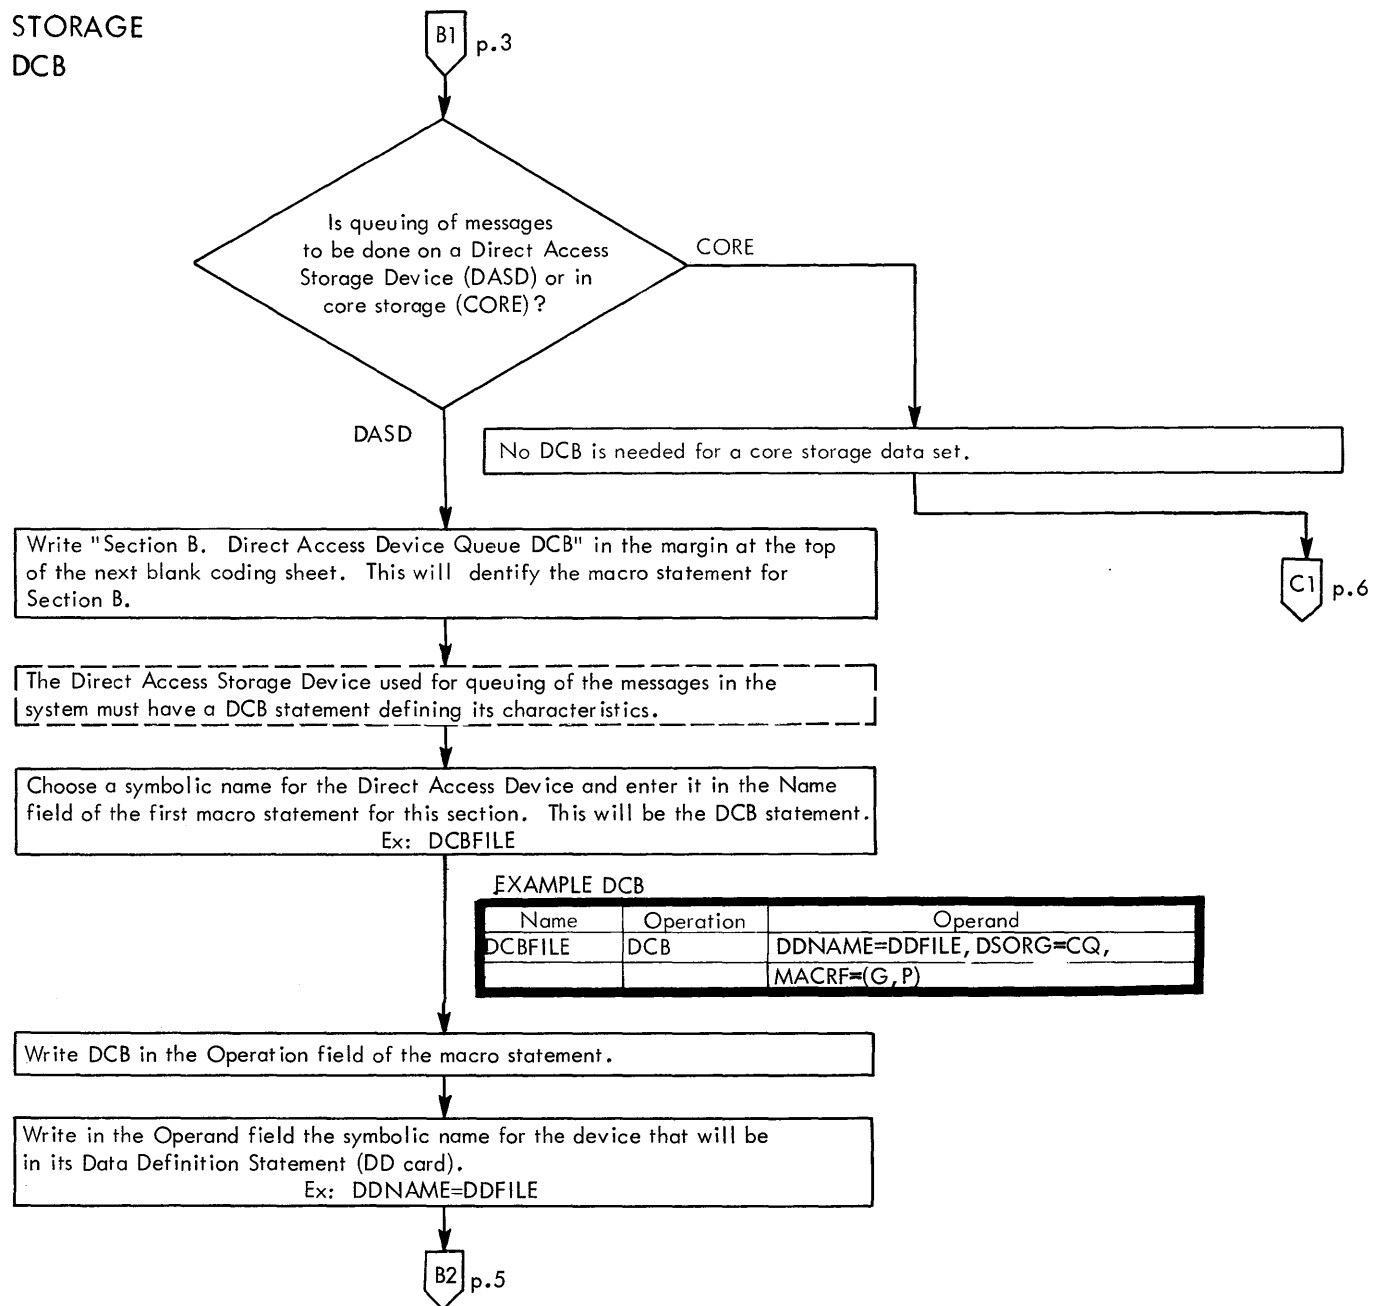 STORAGE
DCB
B1 p.3
Is queuing of messages
to be done on a Direct Access
Storage Device (DASD) or in
core storage (CORE)?
CORE
DASD
No DCB is needed for a core storage data set.
Write "Section B. Direct Access Device Queue DCB" in the margin at the top
of the next blank coding sheet. This will dentify the macro statement for
Section B.
C1 p.6
The Direct Access Storage Device used for queuing of the messages in the
system must have a DCB statement defining its characteristics.
Choose a symbolic name for the Direct Access Device and enter it in the Name
field of the first macro statement for this section. This will be the DCB statement.
Ex: DCBFILE
EXAMPLE DCB
Name Operation Operand
DCBFILE DCB DDNAME=DDFILE, DSORG=CQ,
MACRF=(G,P)
Write DCB in the Operation field of the macro statement.
Write in the Operand field the symbolic name for the device that will be
in its Data Definition Statement (DD card).
Ex: DDNAME=DDFILE
B2 p.5